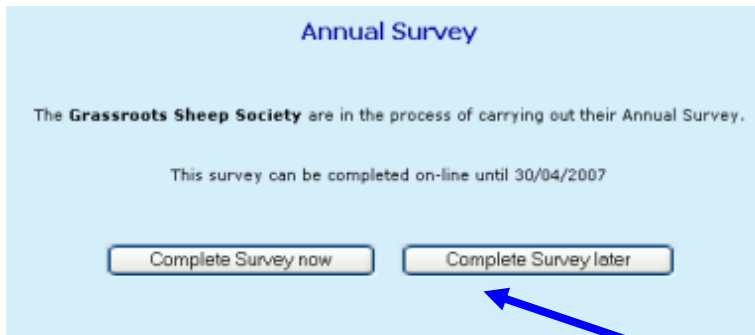 Annual Survey
The Grassroots Sheep Society are in the process of carrying out their Annual Survey.
This survey can be completed on-line until 30/04/2007
Complete Survey now Complete Survey later